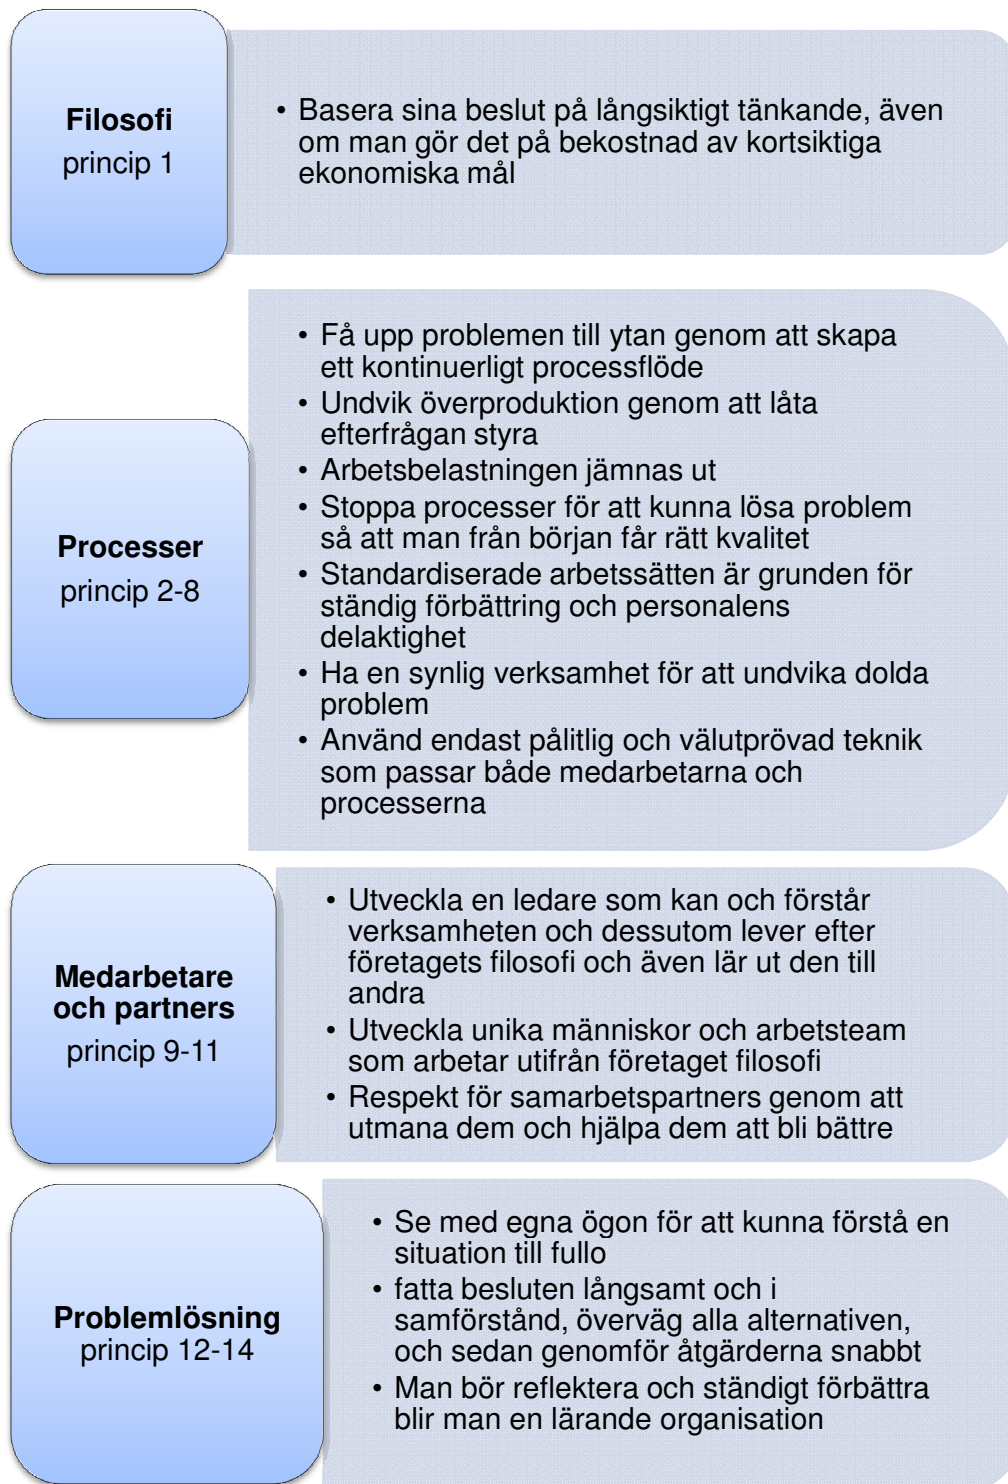 Filosofi
princip 1
• Basera sina beslut på långsiktigt tänkande, även
om man gör det på bekostnad av kortsiktiga
ekonomiska mål
Processer
princip 2-8
• Få upp problemen till ytan genom att skapa
ett kontinuerligt processflöde
• Undvik överproduktion genom att låta
efterfrågan styra
• Arbetsbelastningen jämnas ut
• Stoppa processer för att kunna lösa problem
så att man från början får rätt kvalitet
• Standardiserade arbetssätten är grunden för
ständig förbättring och personalens
delaktighet
• Ha en synlig verksamhet för att undvika dolda
problem
• Använd endast pålitlig och välutprövad teknik
som passar både medarbetarna och
processerna
Medarbetare
och partners
princip 9-11
• Utveckla en ledare som kan och förstår
verksamheten och dessutom lever efter
företagets filosofi och även lär ut den till
andra
• Utveckla unika människor och arbetsteam
som arbetar utifrån företaget filosofi
• Respekt för samarbetspartners genom att
utmana dem och hjälpa dem att bli bättre
Problemlösning
princip 12-14
• Se med egna ögon för att kunna förstå en
situation till fullo
• fatta besluten långsamt och i
samförstånd, överväg alla alternativen,
och sedan genomför åtgärderna snabbt
• Man bör reflektera och ständigt förbättra
blir man en lärande organisation